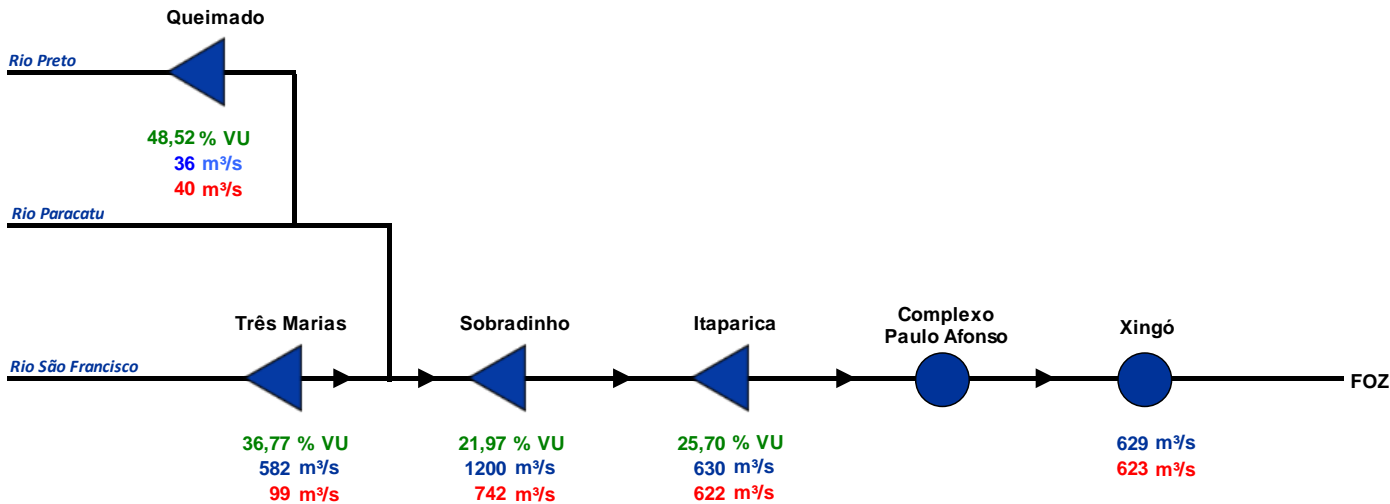 Queimado
Rio Preto
48,52 % VU
36 m³/s
40 m³/s
Rio Paracatu
Três Marias
Sobradinho
Itaparica
Complexo
Paulo Afonso
Xingó
Rio São Francisco
FOZ
36,77 % VU
582 m³/s
99 m³/s
21,97 % VU
1200 m³/s
742 m³/s
25,70 % VU
630 m³/s
622 m³/s
629 m³/s
623 m³/s